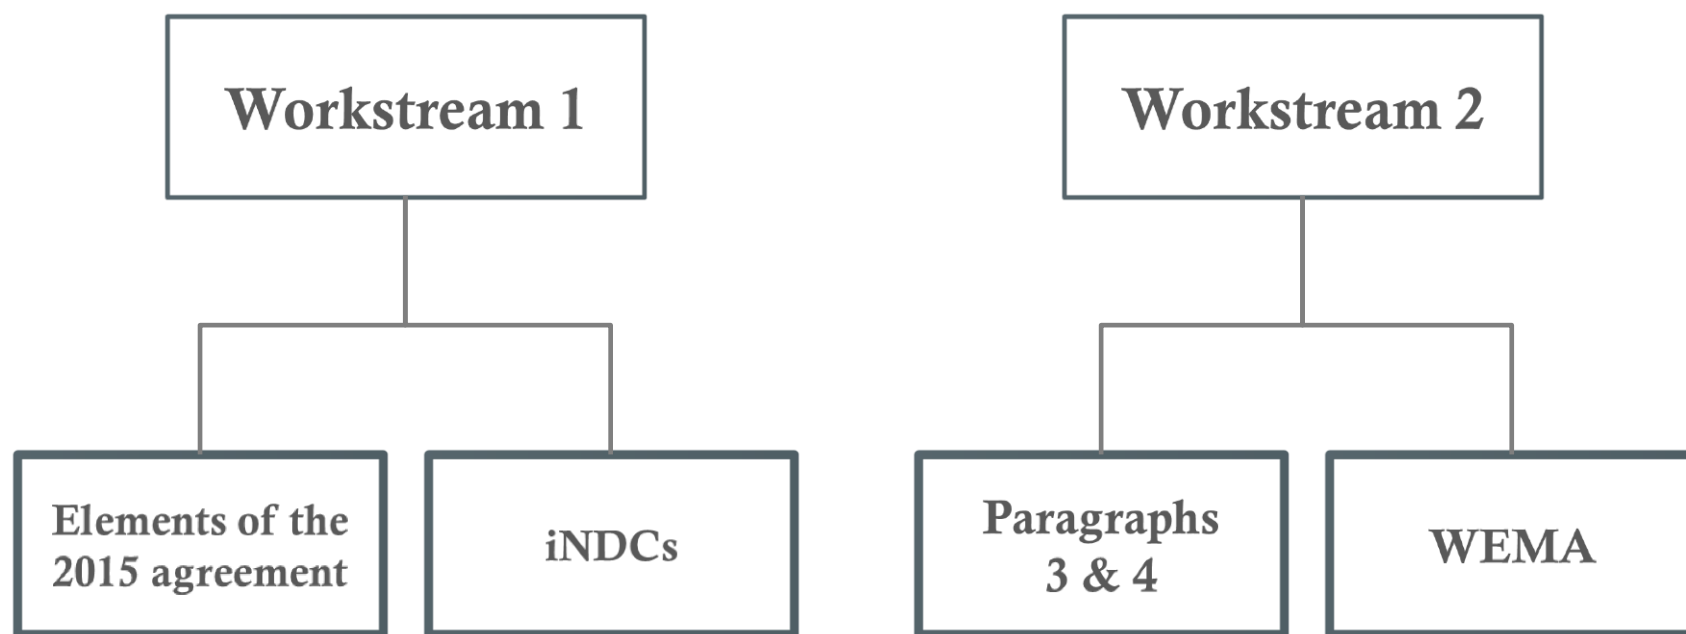 Workstream 1
Workstream 2
Elements of the
2015 agreement
iNDCs
Paragraphs
3 & 4
WEMA